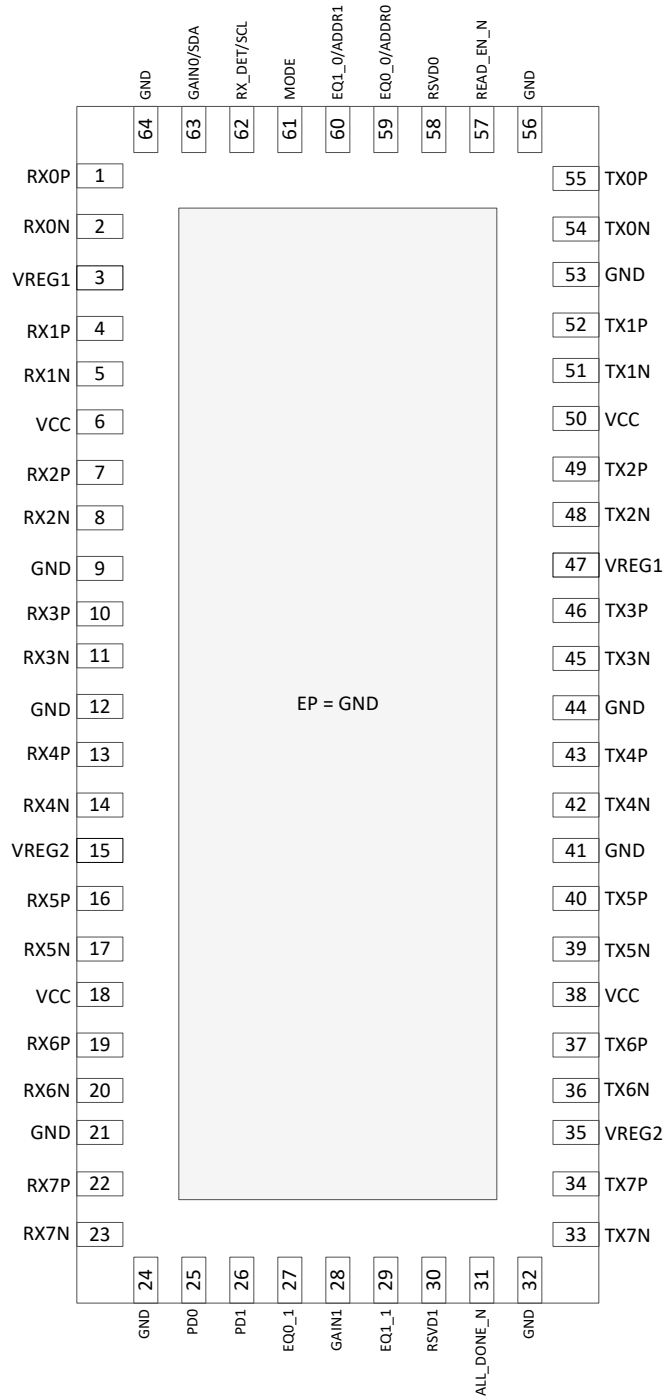 GND
GAIN0/SDA
RX_DET/SCL
MODE
EQ1_0/ADDR1
EQ0_0/ADDR0
RSVD0
READ_EN_N
GND
64 63 62 61 60 59 58 57 56
RX0P 1 55 TX0P
RX0N 2 54 TX0N
VREG1 3 53 GND
RX1P 4 52 TX1P
RX1N 5 51 TX1N
VCC 6 50 VCC
RX2P 7 49 TX2P
RX2N 8 48 TX2N
GND 9 47 VREG1
RX3P 10 46 TX3P
RX3N 11 45 TX3N
GND 12 EP = GND 44 GND
RX4P 13 43 TX4P
RX4N 14 42 TX4N
VREG2 15 41 GND
RX5P 16 40 TX5P
RX5N 17 39 TX5N
VCC 18 38 VCC
RX6P 19 37 TX6P
RX6N 20 36 TX6N
GND 21 35 VREG2
RX7P 22 34 TX7P
RX7N 23 33 TX7N
24 25 26 27 28 29 30 31 32
GND
PD0
PD1
EQ0_1
GAIN1
EQ1_1
RSVD1
ALL_DONE_N
GND